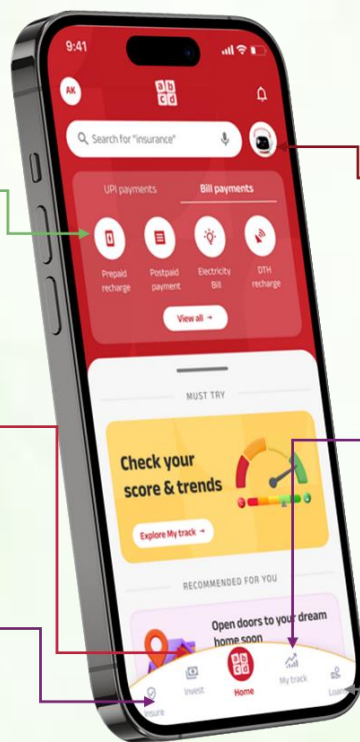 9:41
AK
a b
c d
Search for "insurance"
UPI payments
Bill payments
Prepaid
recharge
Postpaid
payment
Electricity
Bill
DTH
recharge
View all →
MUST TRY
Check your
score & trends
Explore My track →
RECOMMENDED FOR YOU
Open doors to your dream
home soon
a b
c d
Insure
Invest
Home
My track
Loan